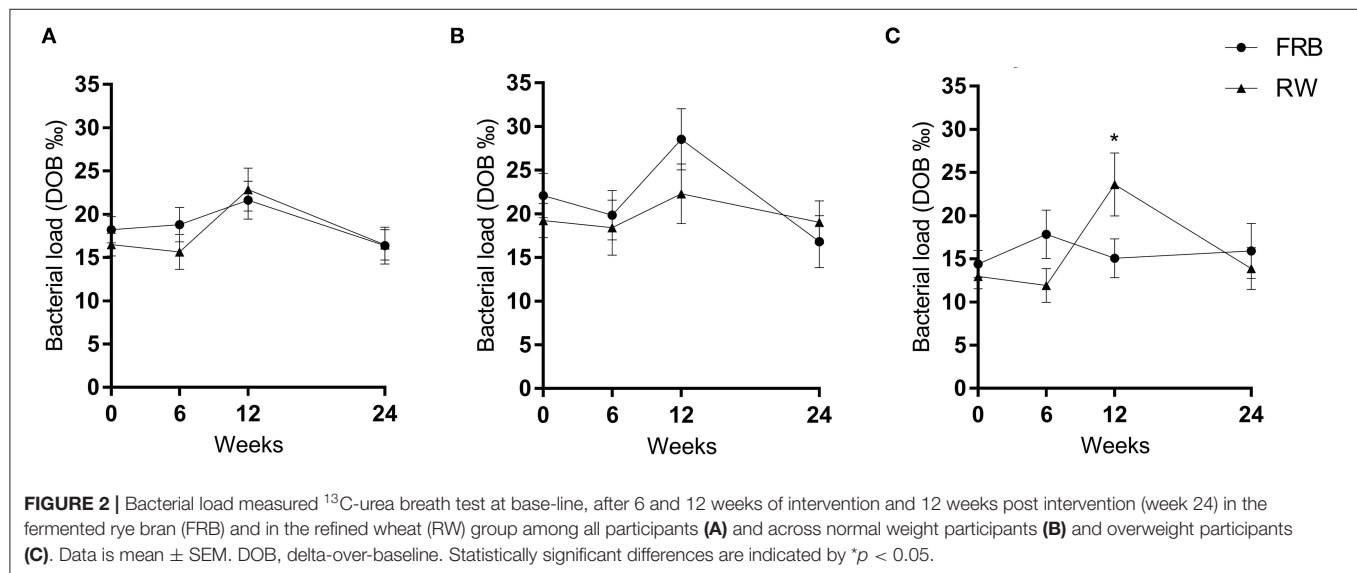 A
B
C
FRB
RW
Bacterial load (DOB ‰)
35
30
25
20
15
10
5
0
0 6 12 24
Weeks
Bacterial load (DOB ‰)
35
30
25
20
15
10
5
0
0 6 12 24
Weeks
Bacterial load (DOB ‰)
35
30
25
20
15
10
5
0
*
0 6 12 24
Weeks
FIGURE 2 | Bacterial load measured ¹³C-urea breath test at base-line, after 6 and 12 weeks of intervention and 12 weeks post intervention (week 24) in the
fermented rye bran (FRB) and in the refined wheat (RW) group among all participants (A) and across normal weight participants (B) and overweight participants
(C). Data is mean ± SEM. DOB, delta-over-baseline. Statistically significant differences are indicated by *p < 0.05.